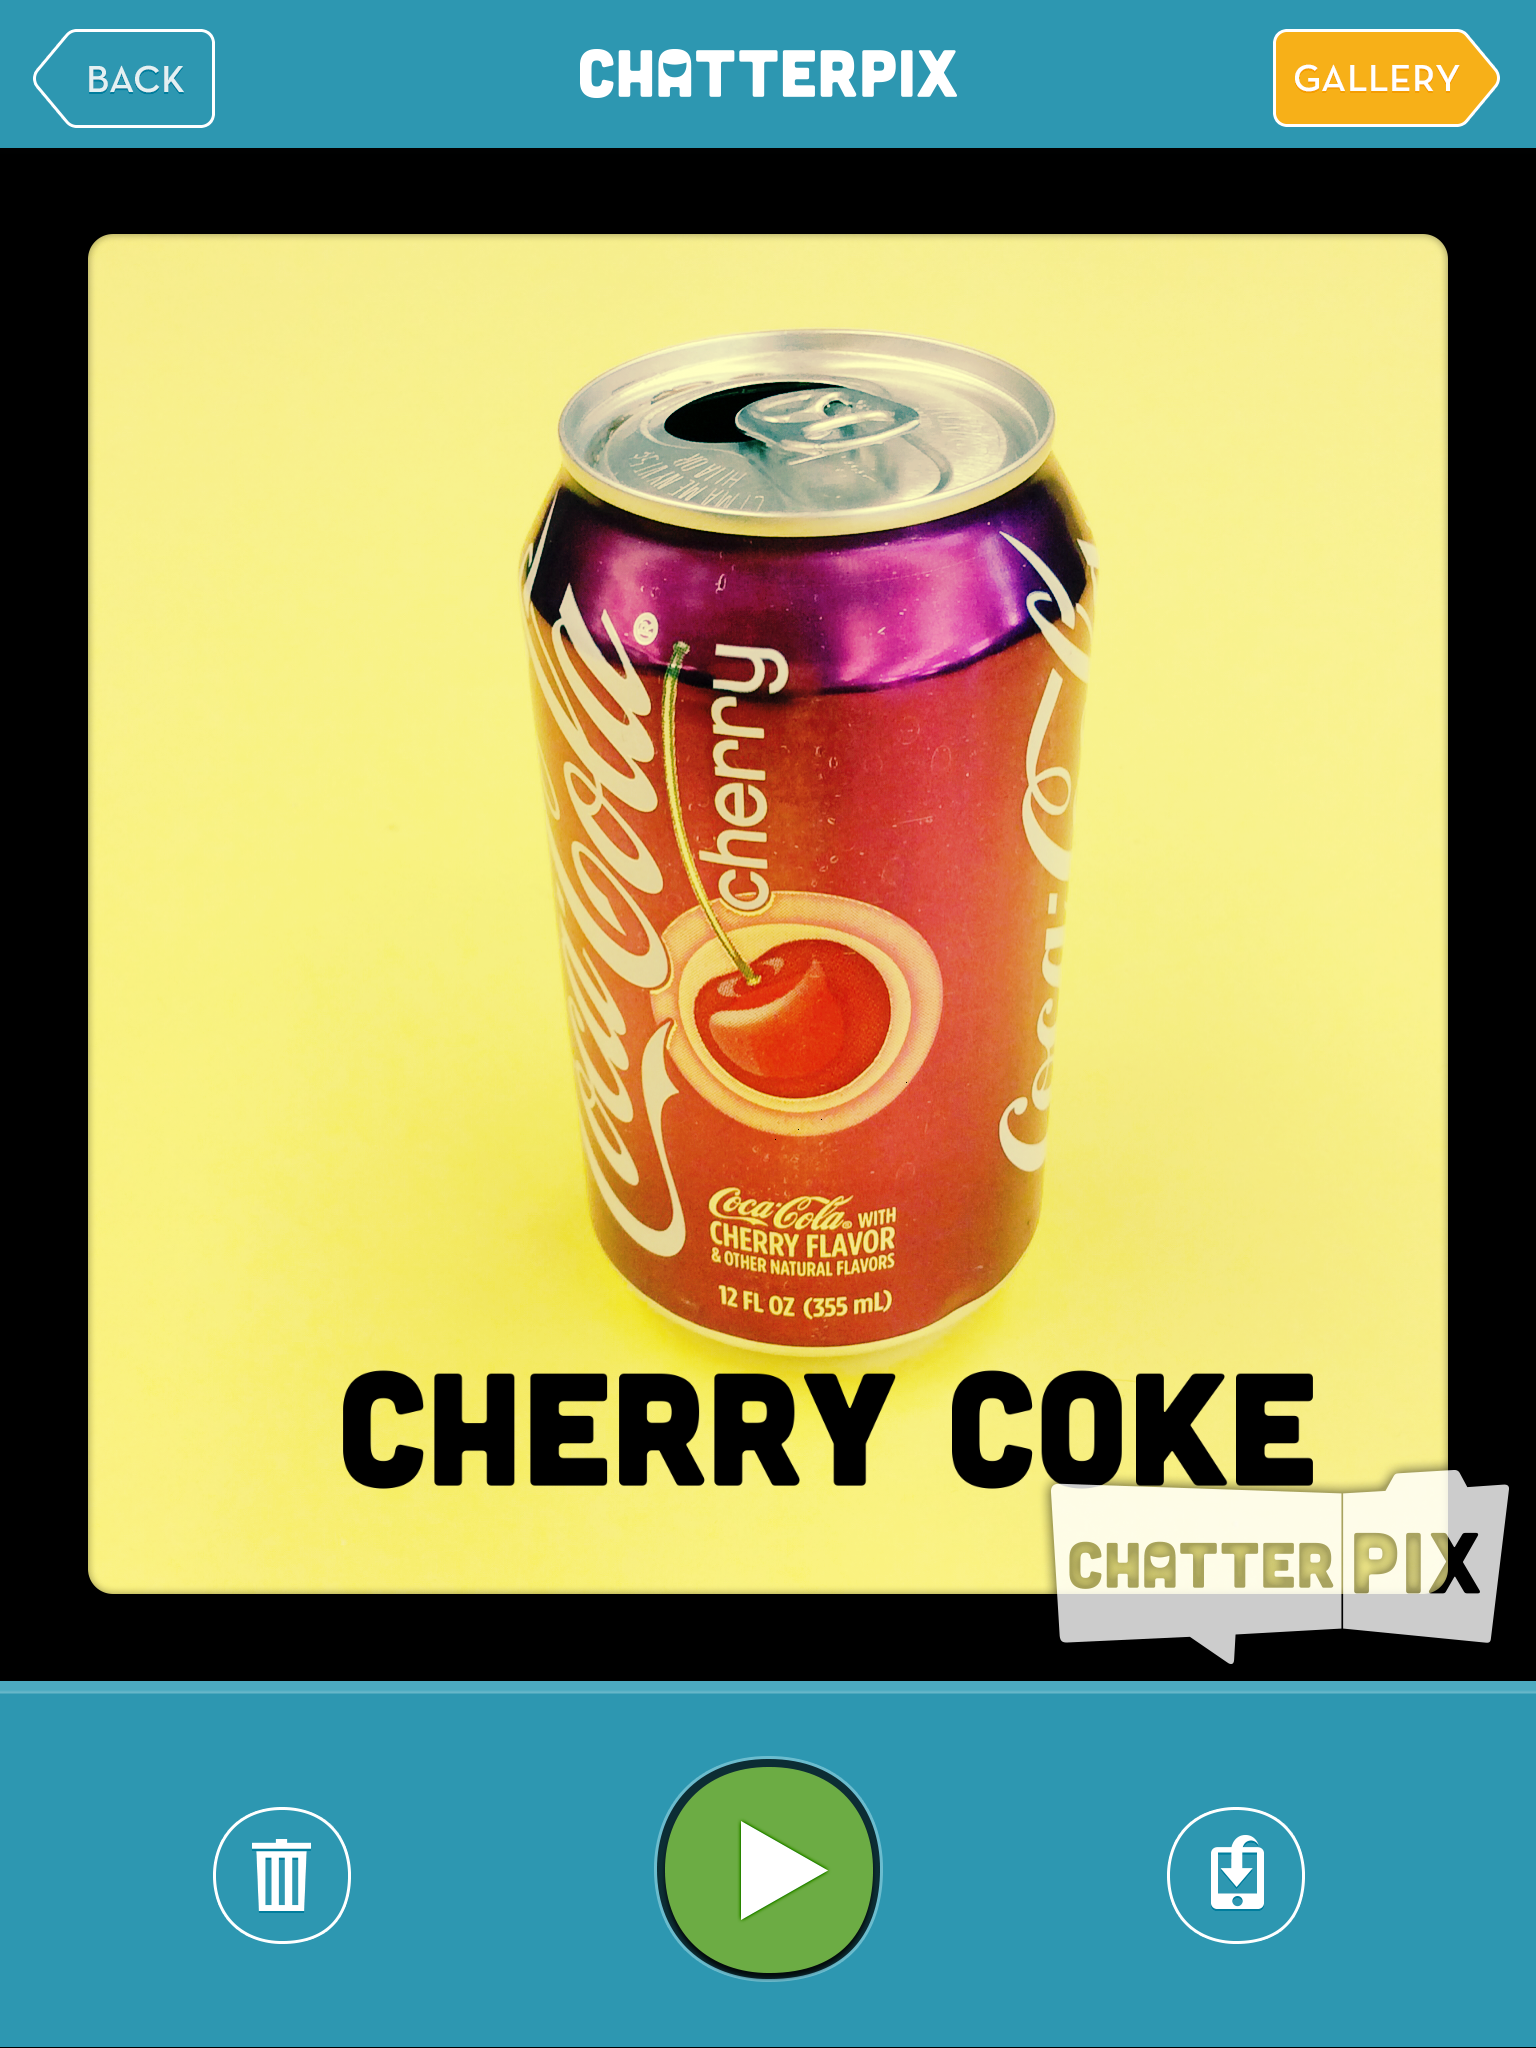 BACK
CHATTERPIX
GALLERY
Coca-Cola®
cherry
Coca-C
Coca-Cola® WITH
CHERRY FLAVOR
& OTHER NATURAL FLAVORS
12 FL OZ (355 mL)
CHERRY COKE
CHATTER PIX